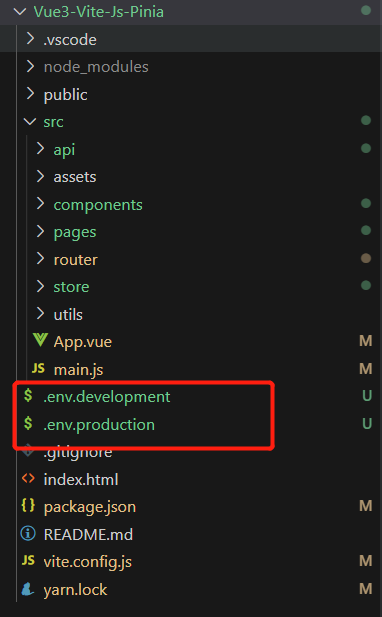 Vue3-Vite-Js-Pinia
.vscode
node_modules
public
src
api
assets
components
pages
router
store
utils
App.vue M
JS main.js M
$ .env.development U
$ .env.production U
.gitignore
<> index.html
{} package.json M
README.md
JS vite.config.js M
yarn.lock M